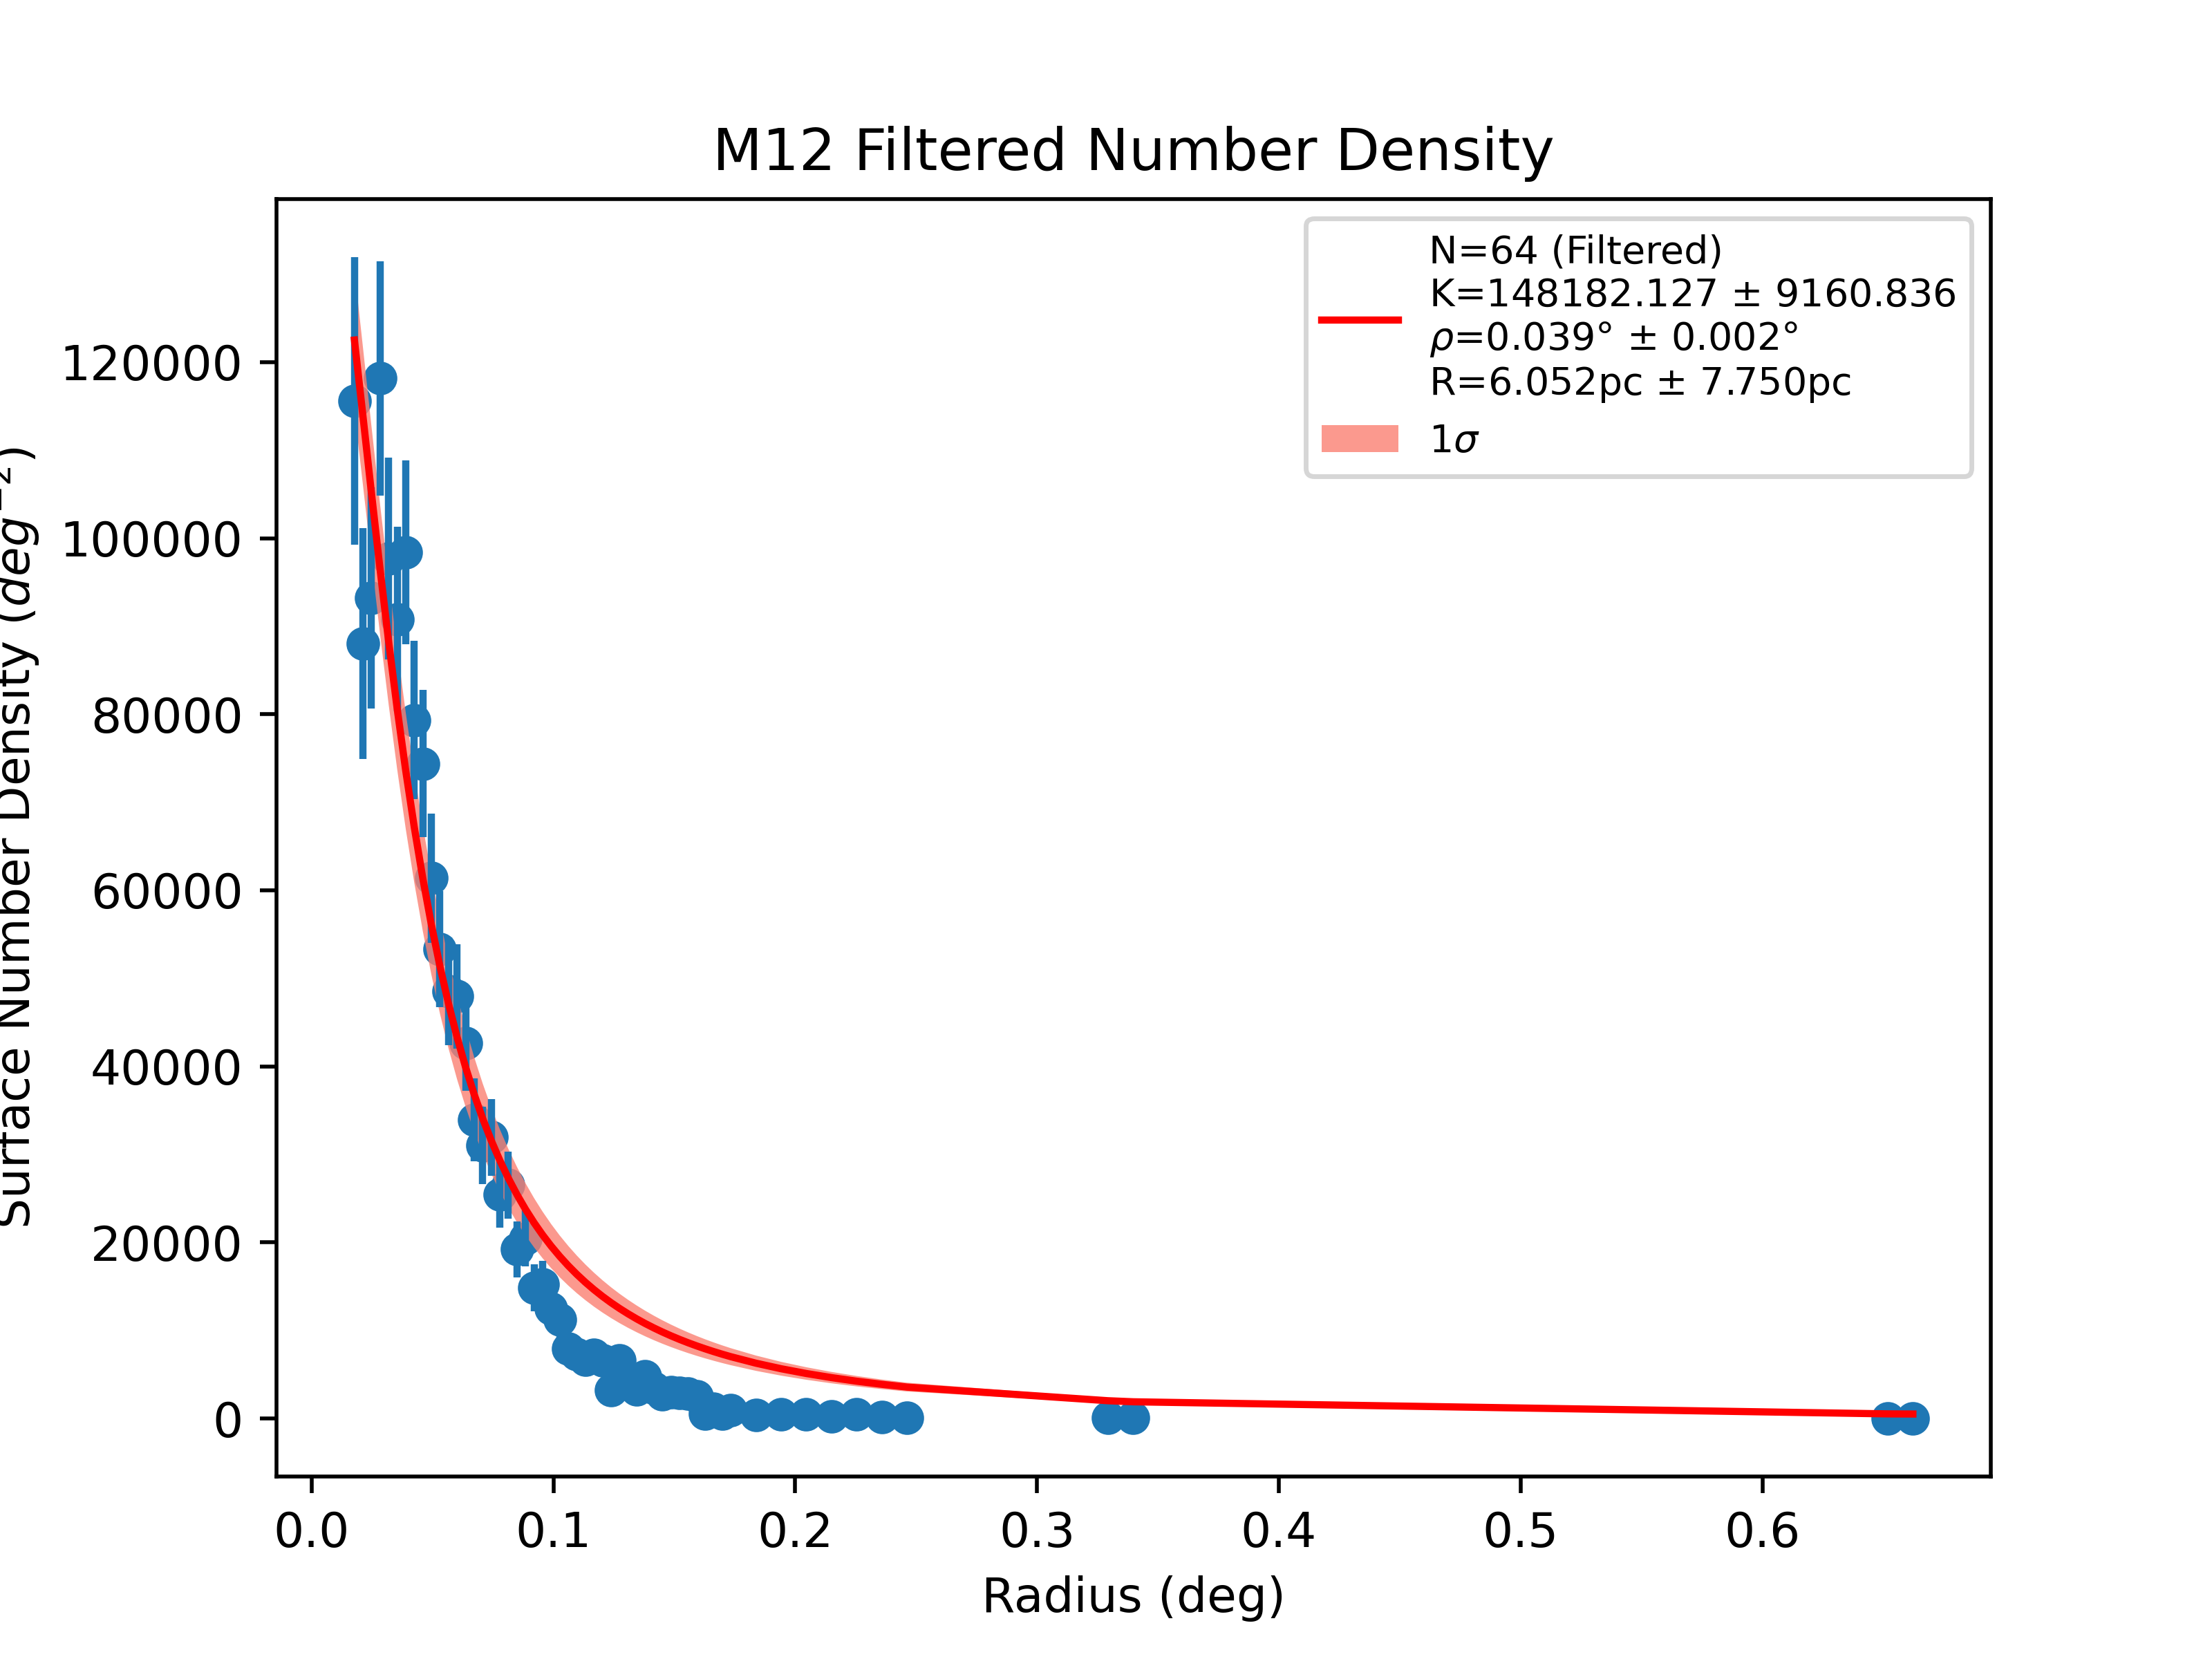 M12 Filtered Number Density
N=64 (Filtered)
K=148182.127 ± 9160.836
ρ=0.039° ± 0.002°
R=6.052pc ± 7.750pc
1σ
120000
100000
80000
60000
40000
20000
0
Surface Number Density (deg⁻²)
0.0 0.1 0.2 0.3 0.4 0.5 0.6
Radius (deg)